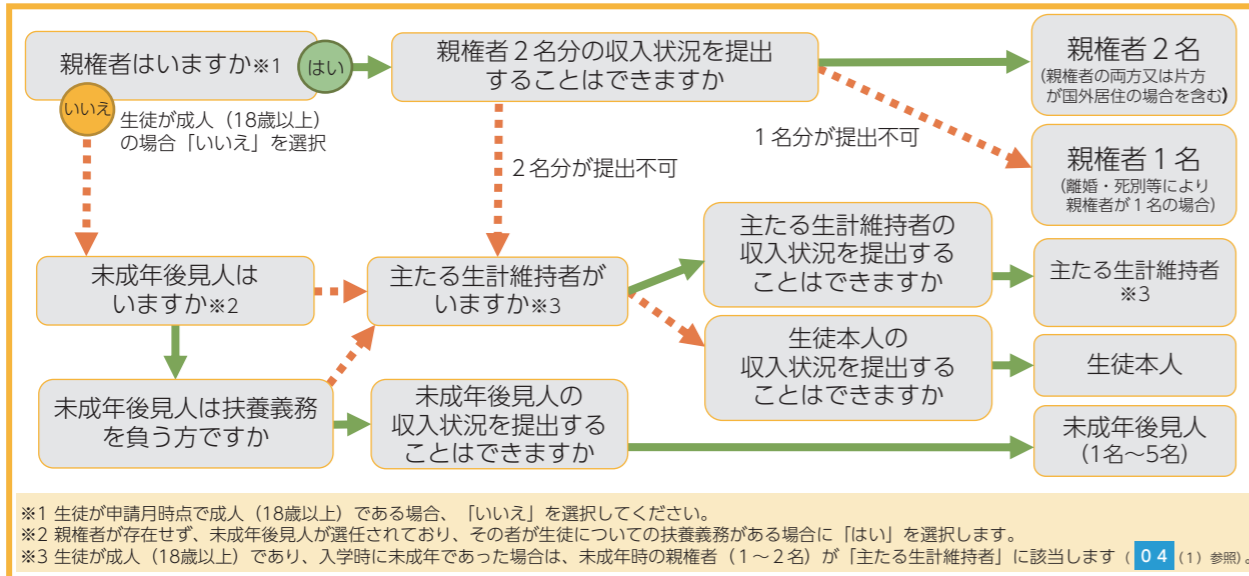 親権者はいますか※1
はい
いいえ
生徒が成人（18歳以上）
の場合「いいえ」を選択
親権者２名分の収入状況を提出
することはできますか
親権者２名
(親権者の両方又は片方
が国外居住の場合を含む)
１名分が提出不可
２名分が提出不可
親権者１名
(離婚・死別等により
親権者が１名の場合)
未成年後見人は
いますか※2
主たる生計維持者が
いますか※3
主たる生計維持者の
収入状況を提出する
ことはできますか
主たる生計維持者
※3
生徒本人の
収入状況を提出する
ことはできますか
生徒本人
未成年後見人は扶養義務
を負う方ですか
未成年後見人の
収入状況を提出する
ことはできますか
未成年後見人
(1名～5名)
※1 生徒が申請月時点で成人（18歳以上）である場合、「いいえ」を選択してください。
※2 親権者が存在せず、未成年後見人が選任されており、その者が生徒についての扶養義務がある場合に「はい」を選択します。
※3 生徒が成人（18歳以上）であり、入学時に未成年であった場合は、未成年時の親権者（１～２名）が「主たる生計維持者」に該当します（ 04 (1) 参照)。